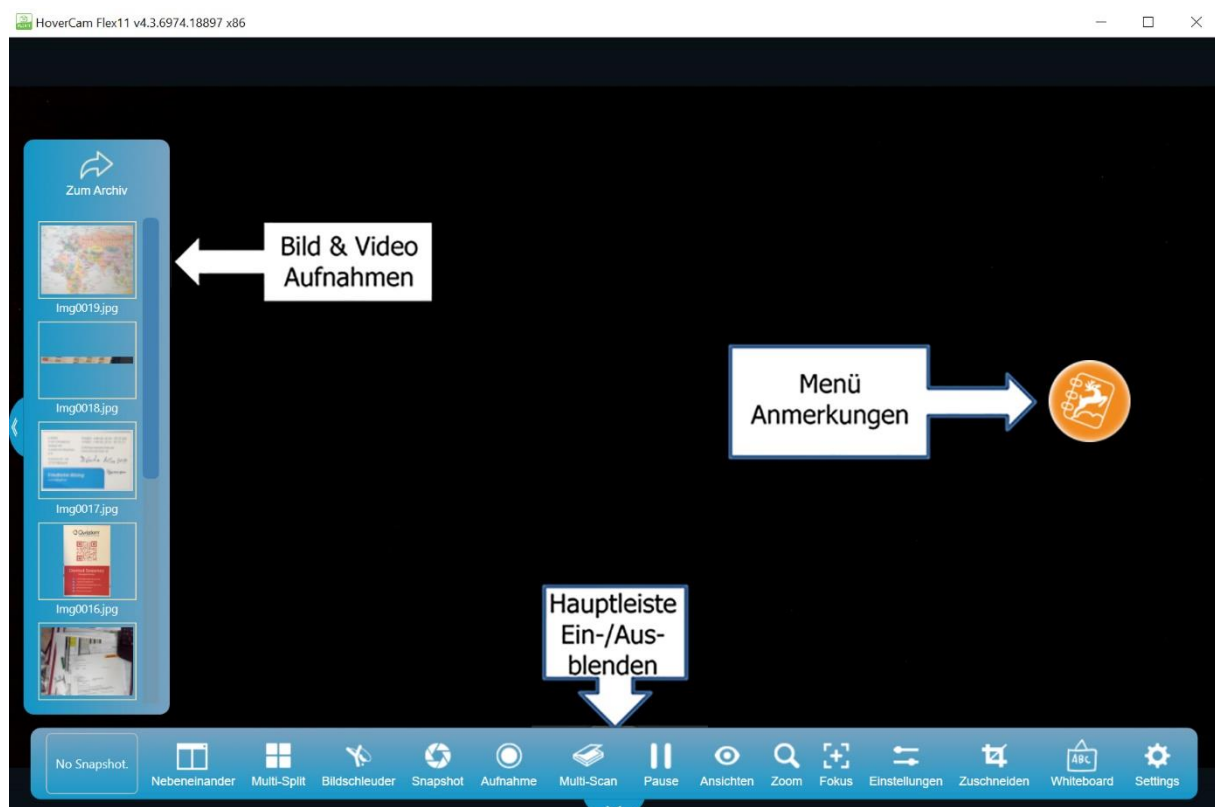 HoverCam Flex11 v4.3.6974.18897 x86
Zum Archiv
Img0019.jpg
Img0018.jpg
Img0017.jpg
Img0016.jpg
Bild & Video
Aufnahmen
Menü
Anmerkungen
Hauptleiste
Ein-/Aus-
blenden
No Snapshot.
Nebeneinander
Multi-Split
Bildschleuder
Snapshot
Aufnahme
Multi-Scan
Pause
Ansichten
Zoom
Fokus
Einstellungen
Zuschneiden
ABC
Whiteboard
Settings